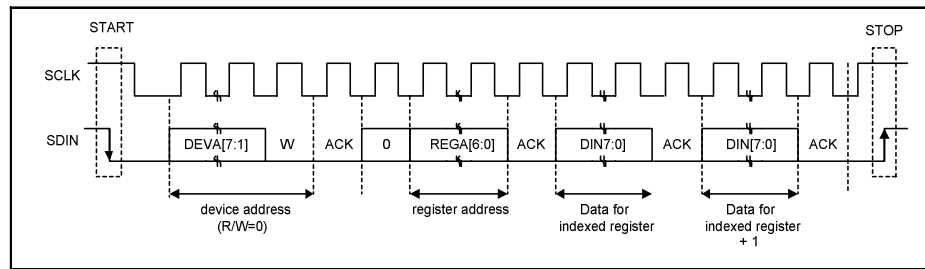 START
STOP
SCLK
SDIN
DEVA[7:1] W ACK 0 REGA[6:0] ACK DIN7:0] ACK DIN[7:0] ACK
device address
(R/W=0)
register address
Data for
indexed register
Data for
indexed register
+ 1